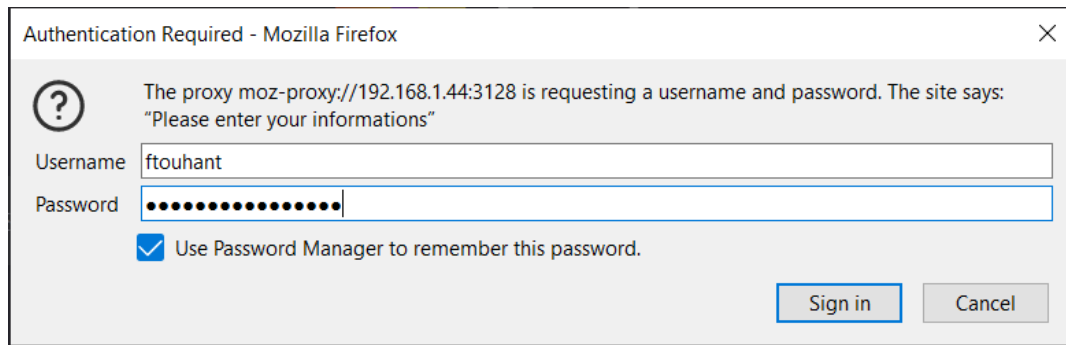 Authentication Required - Mozilla Firefox
The proxy moz-proxy://192.168.1.44:3128 is requesting a username and password. The site says:
“Please enter your informations”
Username ftouhant
Password ●●●●●●●●●●●●●●●●
Use Password Manager to remember this password.
Sign in Cancel